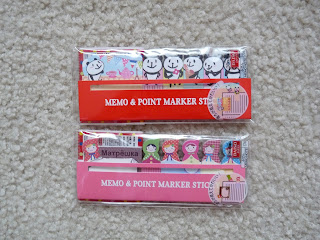 MEMO & POINT MARKER STIC
Матрёшка
MEMO & POINT MARKER STIC